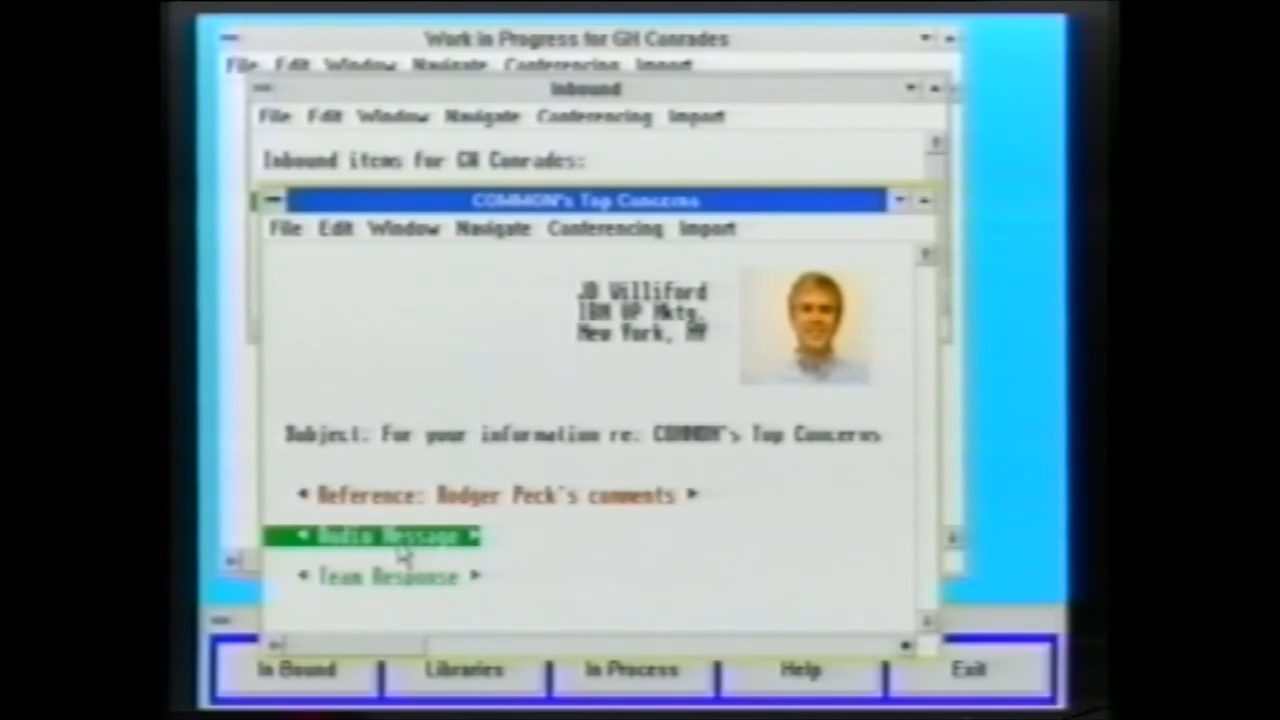 Work in Progress for GH Conrades
File Edit Window Navigate Conferencing Import
Inbound
File Edit Window Navigate Conferencing Import
Inbound items for GH Conrades:
COMMON's Top Concerns
File Edit Window Navigate Conferencing Import
JD Williford
IBM Mktg.
New York, NY
Subject: For your information re: COMMON's Top Concerns
Reference: Rodger Peck's comments
Audio Message
Team Response
In Bound Libraries In Process Help Exit